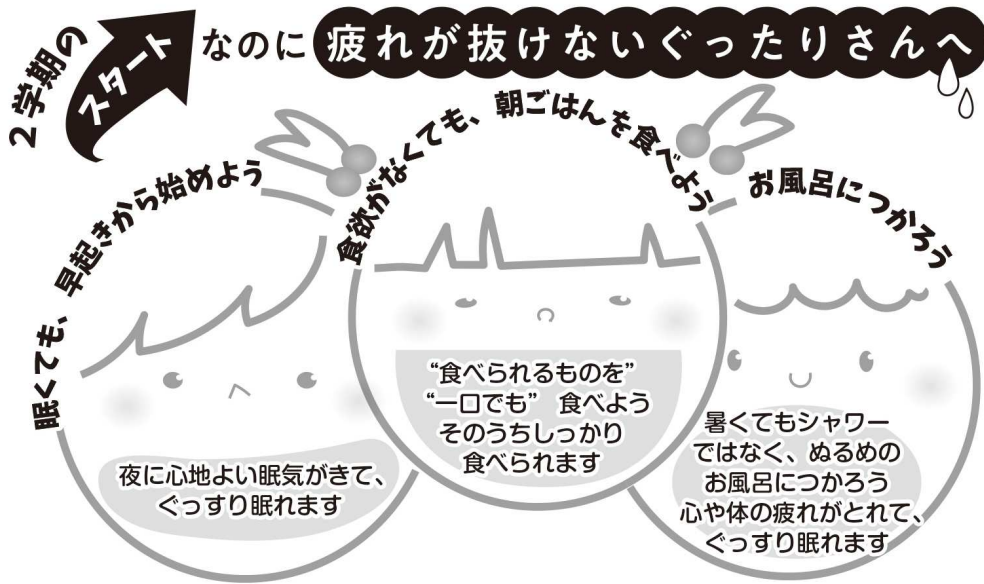 2学期のスタートなのに疲れが抜けないぐったりさんへ
眠くても、早起きから始めよう
夜に心地よい眠気がきて、
ぐっすり眠れます
食欲がなくても、朝ごはんを食べよう
“食べられるものを”
“一口でも” 食べよう
そのうちしっかり
食べられます
お風呂につかろう
暑くてもシャワー
ではなく、ぬるめの
お風呂につかろう
心や体の疲れがとれて、
ぐっすり眠れます